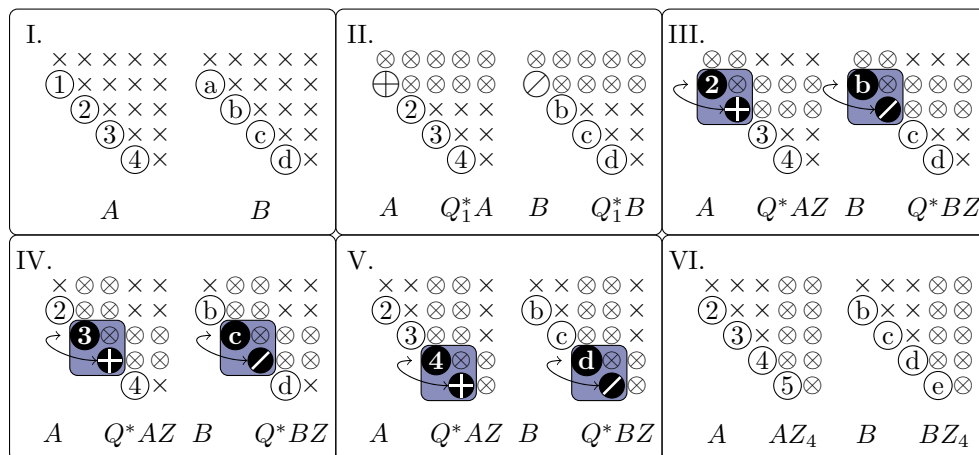 I.
× × × × × × × × × ×
1 × × × × a × × × ×
2 × × × b × × ×
3 × × c × ×
4 × d ×
A B
II.
⊗ ⊗ ⊗ ⊗ ⊗ ⊗ ⊗ ⊗ ⊗ ⊗
⊕ ⊗ ⊗ ⊗ ⊗ ⊘ ⊗ ⊗ ⊗ ⊗
2 × × × b × × ×
3 × × c × ×
4 × d ×
A Q₁*A B Q₁*B
III.
⊗ ⊗ × × × ⊗ ⊗ × × ×
2 ⊗ ⊗ ⊗ ⊗ b ⊗ ⊗ ⊗ ⊗
+ ⊗ ⊗ ⊗ / ⊗ ⊗ ⊗
3 × × c × ×
4 × d ×
A Q*AZ B Q*BZ
IV.
× ⊗ ⊗ × × × ⊗ ⊗ × ×
2 ⊗ ⊗ × × b ⊗ ⊗ × ×
3 ⊗ ⊗ ⊗ c ⊗ ⊗ ⊗
+ ⊗ ⊗ / ⊗ ⊗
4 × d ×
A Q*AZ B Q*BZ
V.
× × ⊗ ⊗ × × × ⊗ ⊗ ×
2 × ⊗ ⊗ × b × ⊗ ⊗ ×
3 ⊗ ⊗ × c ⊗ ⊗ ×
4 ⊗ ⊗ d ⊗ ⊗
+ ⊗ / ⊗
A Q*AZ B Q*BZ
VI.
× × × ⊗ ⊗ × × × ⊗ ⊗
2 × × ⊗ ⊗ b × × ⊗ ⊗
3 × ⊗ ⊗ c × ⊗ ⊗
4 ⊗ ⊗ d ⊗ ⊗
5 ⊗ e ⊗
A AZ₄ B BZ₄